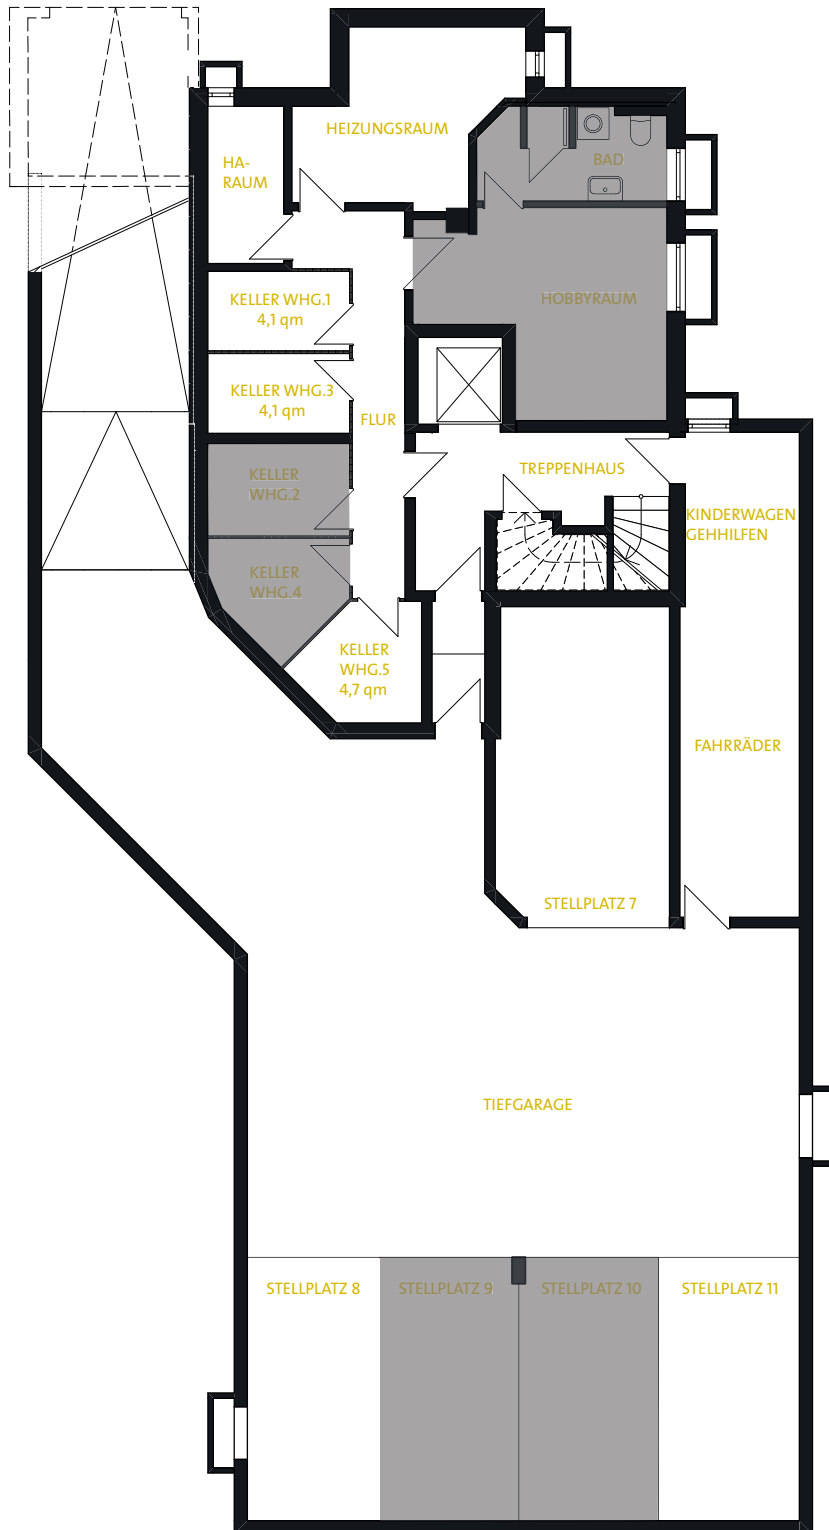 HEIZUNGSRAUM
BAD
HA-
RAUM
KELLER WHG.1
4,1 qm
HOBBYRAUM
KELLER WHG.3
4,1 qm
FLUR
TREPPENHAUS
KELLER
WHG.2
KINDERWAGEN
GEHHILFEN
KELLER
WHG.4
KELLER
WHG.5
4,7 qm
FAHRRÄDER
STELLPLATZ 7
TIEFGARAGE
STELLPLATZ 8
STELLPLATZ 9
STELLPLATZ 10
STELLPLATZ 11